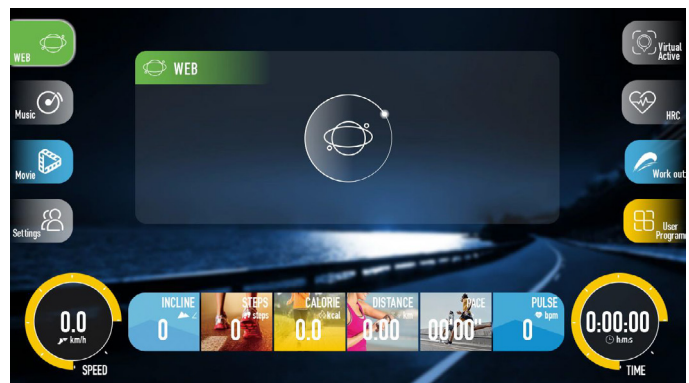 WEB
Music
Movie
Settings
WEB
Virtual
Active
HRC
Work out
User
Program
0.0
km/h
SPEED
INCLINE
0
STEPS
steps
0
CALORIE
kcal
0.0
DISTANCE
km
0.00
PACE
00'00"
PULSE
bpm
0
0:00:00
h:m:s
TIME